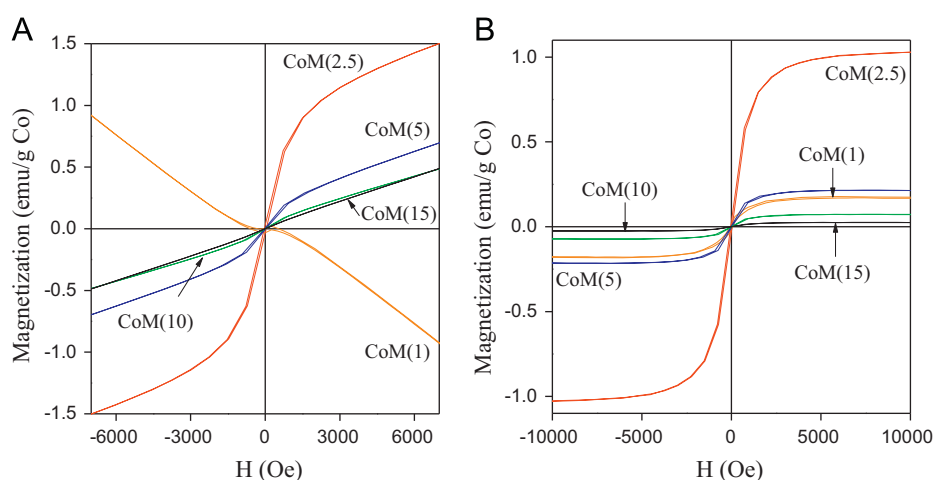 A
Magnetization (emu/g Co)
1.5
1.0
0.5
0.0
-0.5
-1.0
-1.5
CoM(2.5)
CoM(5)
CoM(15)
CoM(10)
CoM(1)
-6000 -3000 0 3000 6000
H (Oe)
B
Magnetization (emu/g Co)
1.0
0.5
0.0
-0.5
-1.0
CoM(2.5)
CoM(1)
CoM(10)
CoM(15)
CoM(5)
-10000 -5000 0 5000 10000
H (Oe)